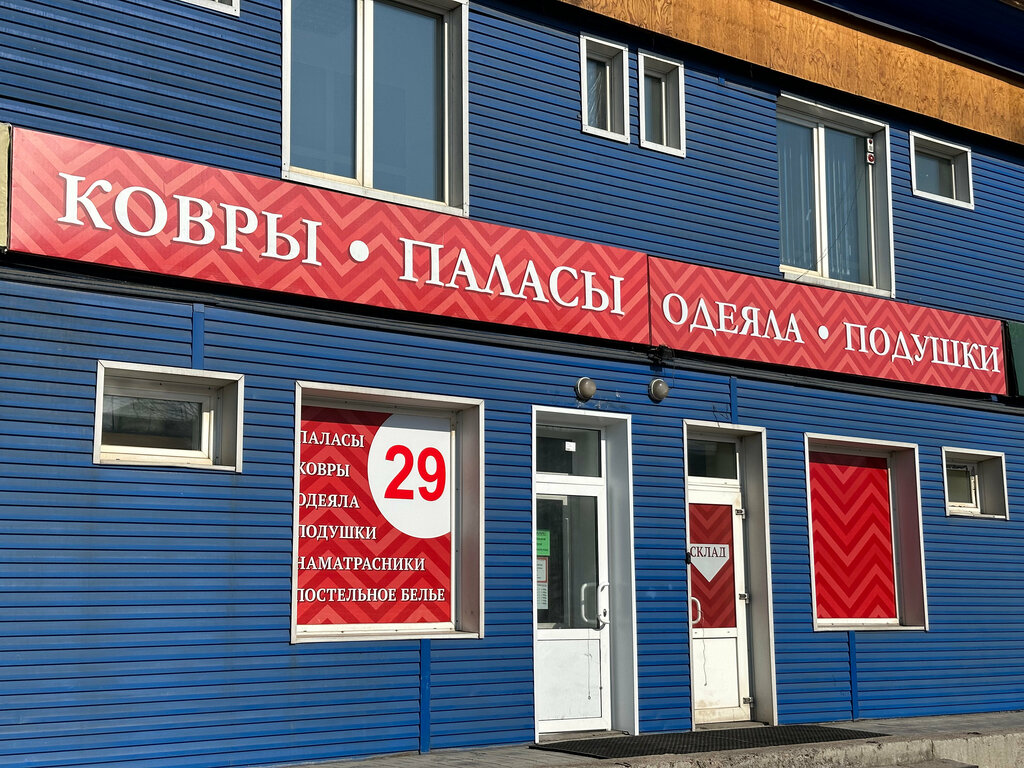 КОВРЫ • ПАЛАСЫ
ОДЕЯЛА • ПОДУШКИ
ПАЛАСЫ
КОВРЫ
ОДЕЯЛА
ПОДУШКИ
НАМАТРАСНИКИ
ПОСТЕЛЬНОЕ БЕЛЬЕ
29
СКЛАД